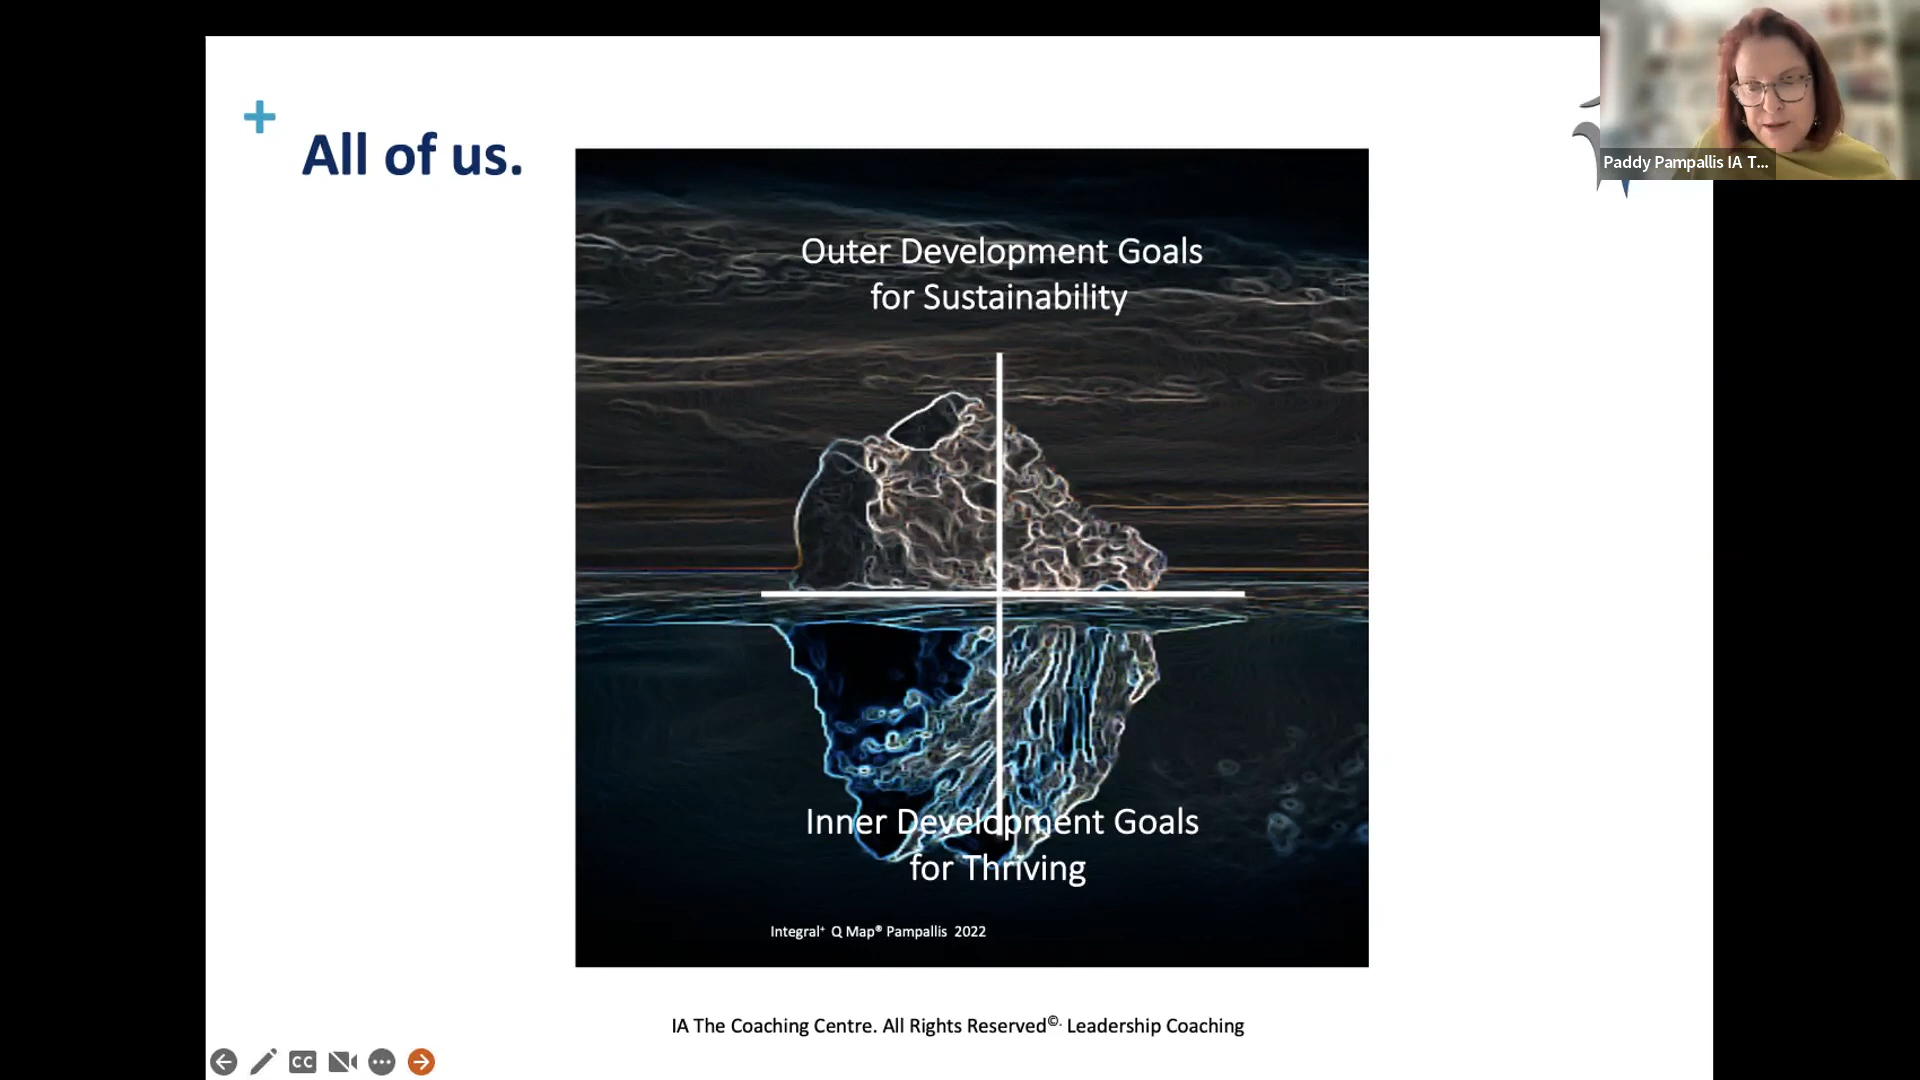 All of us.
Outer Development Goals
for Sustainability
Inner Development Goals
for Thriving
Integral⁺ Q Map® Pampallis 2022
IA The Coaching Centre. All Rights Reserved©. Leadership Coaching
Paddy Pampallis IA T...
CC